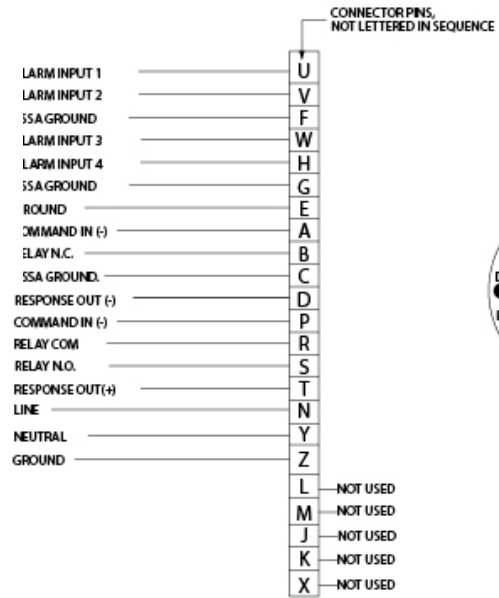 CONNECTOR PINS,
NOT LETTERED IN SEQUENCE
LARM INPUT 1 U
LARM INPUT 2 V
SSA GROUND F
LARM INPUT 3 W
LARM INPUT 4 H
SSA GROUND G
ROUND E
OMMAND IN (-) A
ELAY N.C. B
SSA GROUND. C
RESPONSE OUT (-) D
COMMAND IN (-) P
RELAY COM R
RELAY N.O. S
RESPONSE OUT(+) T
LINE N
NEUTRAL Y
GROUND Z
L NOT USED
M NOT USED
J NOT USED
K NOT USED
X NOT USED